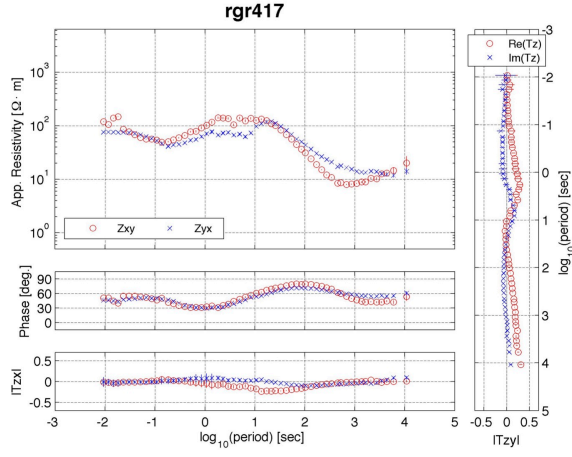 rgr417
App. Resistivity [Ω · m]
10³
10²
10¹
10⁰
Zxy Zyx
Phase [deg.]
90
60
30
0
|Tzx|
0.5
0
-0.5
-3 -2 -1 0 1 2 3 4 5
log₁₀(period) [sec]
Re(Tz)
Im(Tz)
-3
-2
-1
0
1
2
3
4
5
log₁₀(period) [sec]
-0.5 0 0.5
|Tzy|